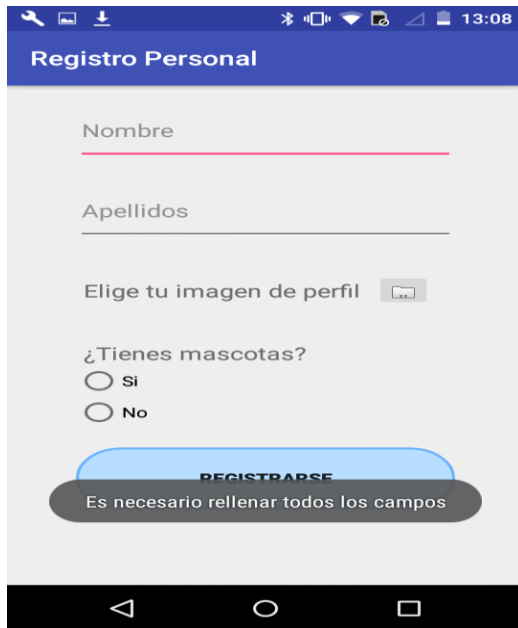 13:08
Registro Personal
Nombre
Apellidos
Elige tu imagen de perfil
¿Tienes mascotas?
Si
No
REGISTRARSE
Es necesario rellenar todos los campos